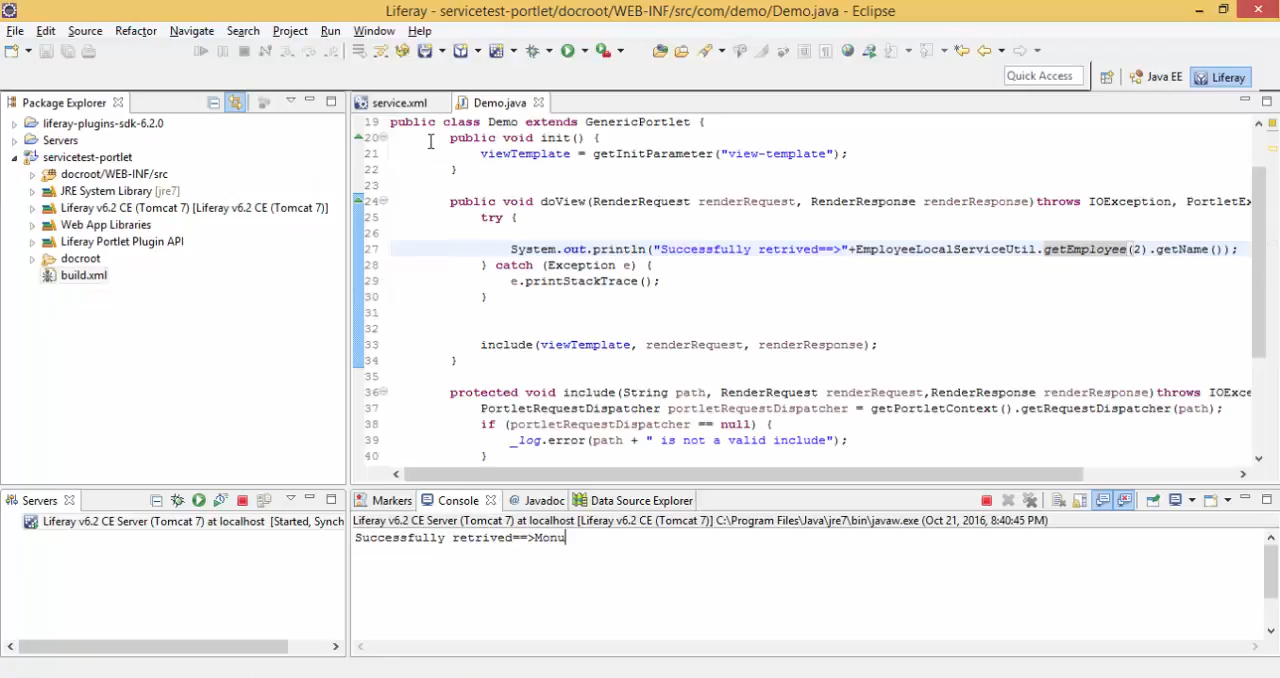 Liferay - servicetest-portlet/docroot/WEB-INF/src/com/demo/Demo.java - Eclipse
File Edit Source Refactor Navigate Search Project Run Window Help
Quick Access Java EE Liferay
Package Explorer
liferay-plugins-sdk-6.2.0
Servers
servicetest-portlet
docroot/WEB-INF/src
JRE System Library [jre7]
Liferay v6.2 CE (Tomcat 7) [Liferay v6.2 CE (Tomcat 7)]
Web App Libraries
Liferay Portlet Plugin API
docroot
build.xml
service.xml Demo.java
19 public class Demo extends GenericPortlet {
20 public void init() {
21 viewTemplate = getInitParameter("view-template");
22 }
23
24 public void doView(RenderRequest renderRequest, RenderResponse renderResponse)throws IOException, PortletEx
25 try {
26
27 System.out.println("Successfully retrived==>"+EmployeeLocalServiceUtil.getEmployee(2).getName());
28 } catch (Exception e) {
29 e.printStackTrace();
30 }
31
32
33 include(viewTemplate, renderRequest, renderResponse);
34 }
35
36 protected void include(String path, RenderRequest renderRequest,RenderResponse renderResponse)throws IOExce
37 PortletRequestDispatcher portletRequestDispatcher = getPortletContext().getRequestDispatcher(path);
38 if (portletRequestDispatcher == null) {
39 _log.error(path + " is not a valid include");
40 }
Servers
Liferay v6.2 CE Server (Tomcat 7) at localhost [Started, Synch
Markers Console Javadoc Data Source Explorer
Liferay v6.2 CE Server (Tomcat 7) at localhost [Liferay v6.2 CE (Tomcat 7)] C:\Program Files\Java\jre7\bin\javaw.exe (Oct 21, 2016, 8:40:45 PM)
Successfully retrived==>Monu